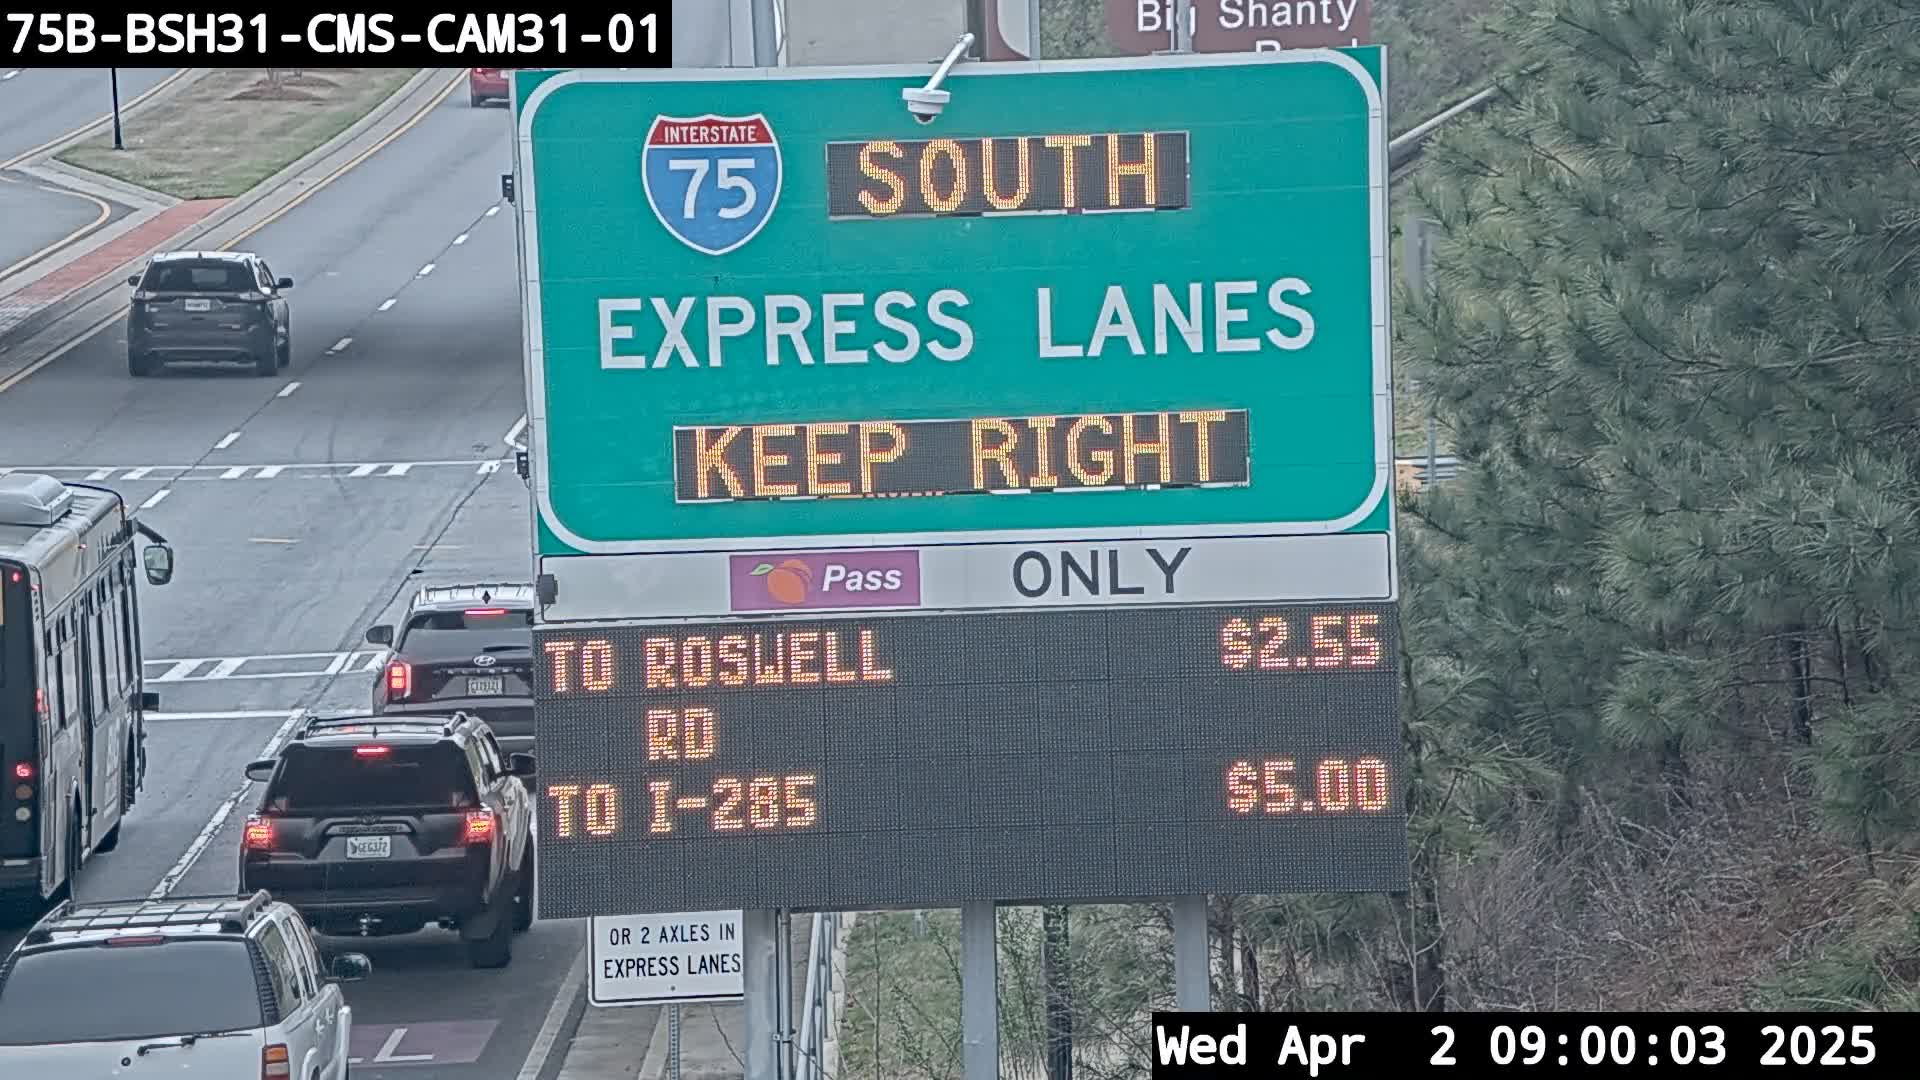 75B-BSH31-CMS-CAM31-01
Big Shanty
Road
INTERSTATE
75
SOUTH
EXPRESS LANES
KEEP RIGHT
Pass ONLY
TO ROSWELL $2.55
RD
TO I-285 $5.00
OR 2 AXLES IN
EXPRESS LANES
Wed Apr 2 09:00:03 2025